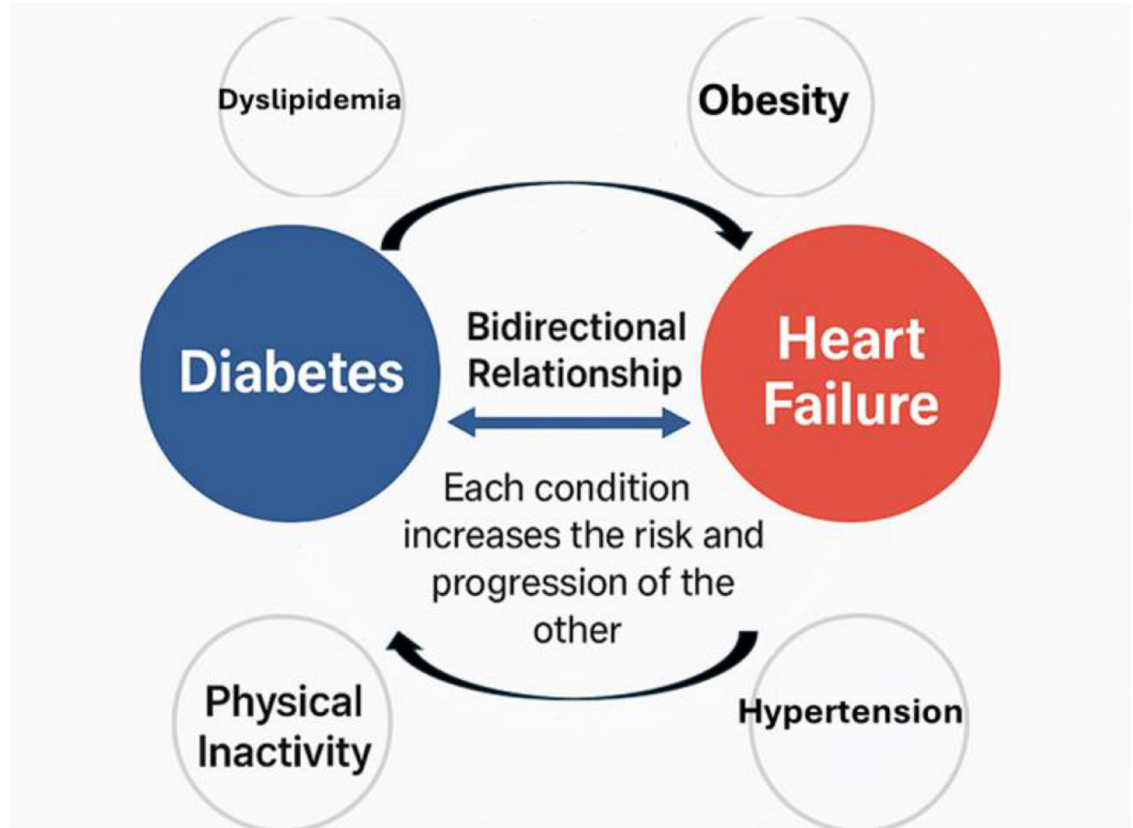 Dyslipidemia
Obesity
Diabetes
Bidirectional
Relationship
Heart
Failure
Each condition
increases the risk and
progression of the
other
Physical
Inactivity
Hypertension